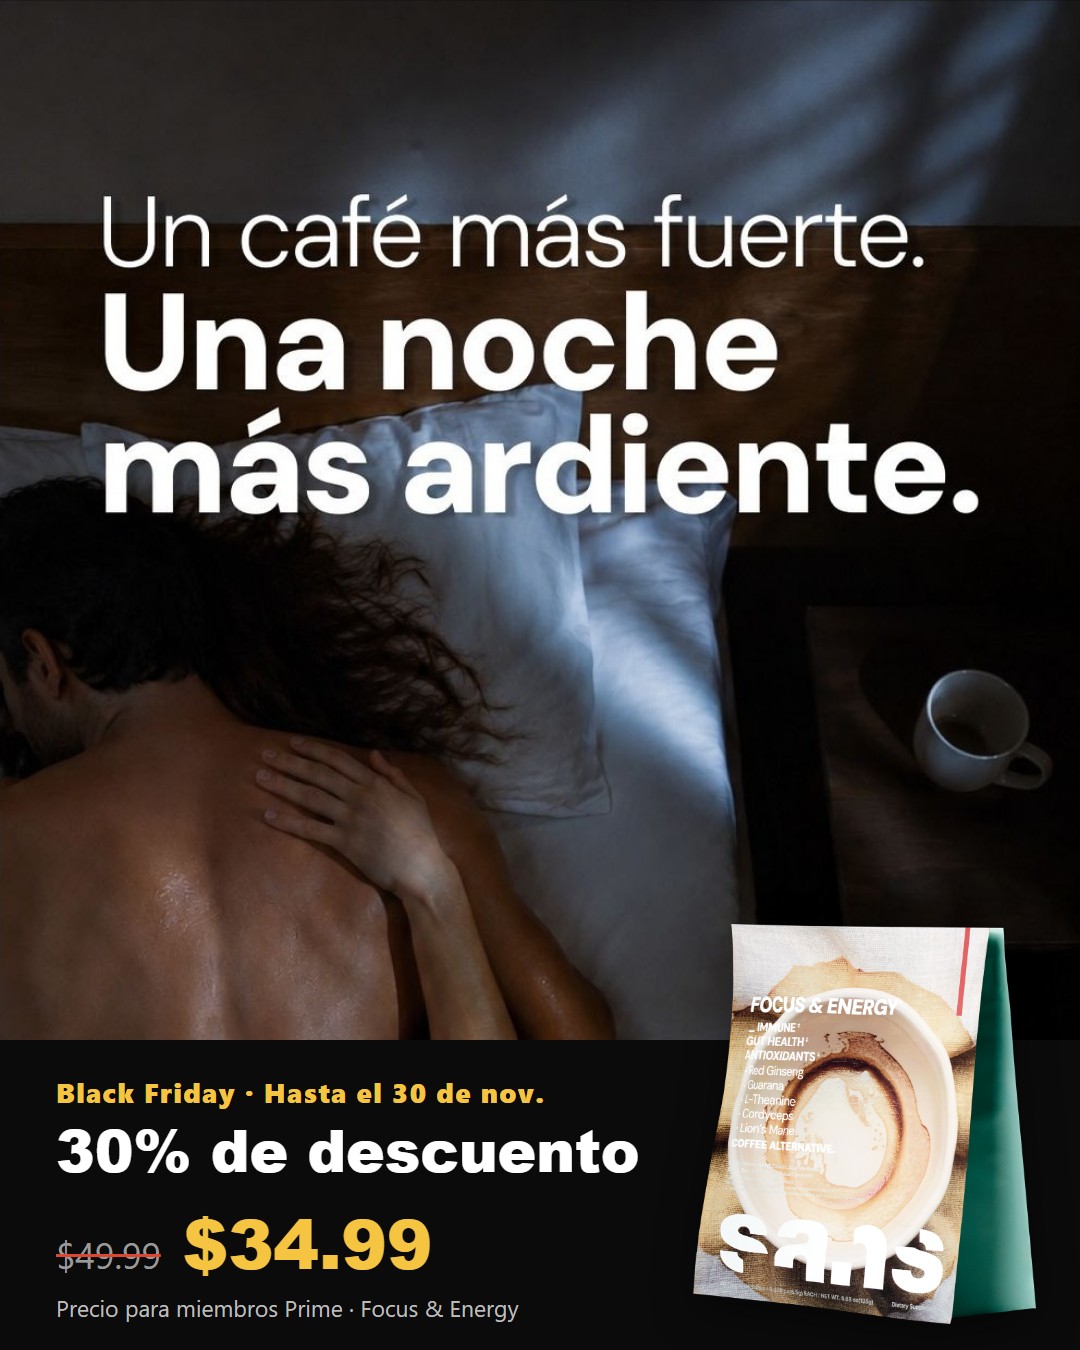 Un café más fuerte.
Una noche
más ardiente.
FOCUS & ENERGY
_ IMMUNE†
GUT HEALTH†
ANTIOXIDANTS†
Red Ginseng
Guarana
L-Theanine
Cordyceps
Lion's Mane
COFFEE ALTERNATIVE.
sans
Dietary
Black Friday · Hasta el 30 de nov.
30% de descuento
$49.99 $34.99
Precio para miembros Prime · Focus & Energy